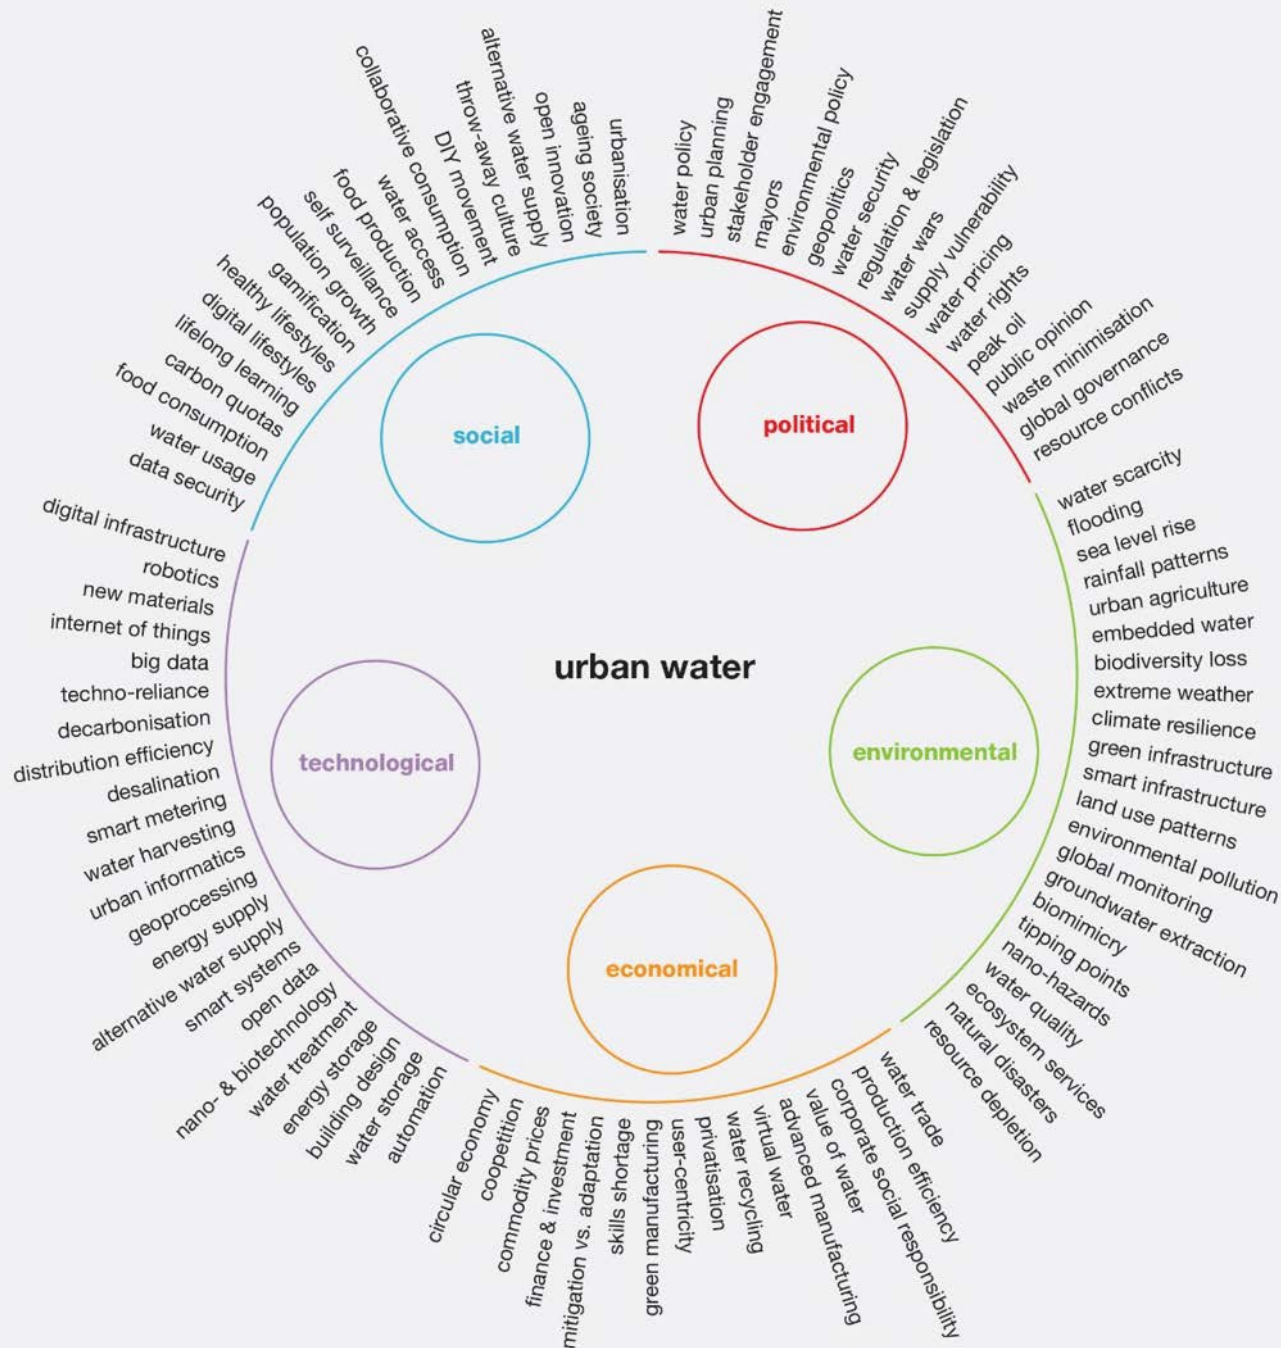 urban water
social
political
environmental
economical
technological
water policy
urban planning
stakeholder engagement
mayors
environmental policy
geopolitics
water security
regulation & legislation
water wars
supply vulnerability
water pricing
water rights
peak oil
public opinion
waste minimisation
global governance
resource conflicts
water scarcity
flooding
sea level rise
rainfall patterns
urban agriculture
embedded water
biodiversity loss
extreme weather
climate resilience
green infrastructure
smart infrastructure
land use patterns
environmental pollution
global monitoring
groundwater extraction
biomimicry
tipping points
nano-hazards
water quality
ecosystem services
natural disasters
resource depletion
water trade
production efficiency
corporate social responsibility
value of water
advanced manufacturing
virtual water
water recycling
privatisation
user-centricity
green manufacturing
skills shortage
mitigation vs. adaptation
finance & investment
commodity prices
coopetition
circular economy
automation
water storage
building design
energy storage
water treatment
nano- & biotechnology
open data
smart systems
alternative water supply
energy supply
geoprocessing
urban informatics
water harvesting
smart metering
desalination
distribution efficiency
decarbonisation
techno-reliance
big data
internet of things
new materials
robotics
digital infrastructure
data security
water usage
food consumption
carbon quotas
lifelong learning
digital lifestyles
healthy lifestyles
gamification
population growth
self surveillance
food production
water access
collaborative consumption
DIY movement
throw-away culture
alternative water supply
open innovation
ageing society
urbanisation